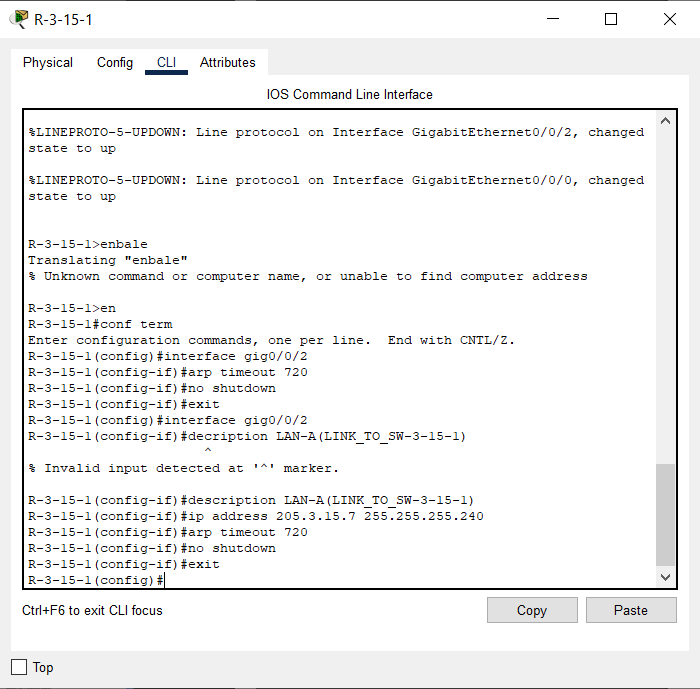 R-3-15-1
Physical Config CLI Attributes
IOS Command Line Interface
%LINEPROTO-5-UPDOWN: Line protocol on Interface GigabitEthernet0/0/2, changed
state to up
%LINEPROTO-5-UPDOWN: Line protocol on Interface GigabitEthernet0/0/0, changed
state to up
R-3-15-1>enbale
Translating "enbale"
% Unknown command or computer name, or unable to find computer address
R-3-15-1>en
R-3-15-1#conf term
Enter configuration commands, one per line.  End with CNTL/Z.
R-3-15-1(config)#interface gig0/0/2
R-3-15-1(config-if)#arp timeout 720
R-3-15-1(config-if)#no shutdown
R-3-15-1(config-if)#exit
R-3-15-1(config)#interface gig0/0/2
R-3-15-1(config-if)#decription LAN-A(LINK_TO_SW-3-15-1)
^
% Invalid input detected at '^' marker.
R-3-15-1(config-if)#description LAN-A(LINK_TO_SW-3-15-1)
R-3-15-1(config-if)#ip address 205.3.15.7 255.255.255.240
R-3-15-1(config-if)#arp timeout 720
R-3-15-1(config-if)#no shutdown
R-3-15-1(config-if)#exit
R-3-15-1(config)#
Ctrl+F6 to exit CLI focus Copy Paste
Top